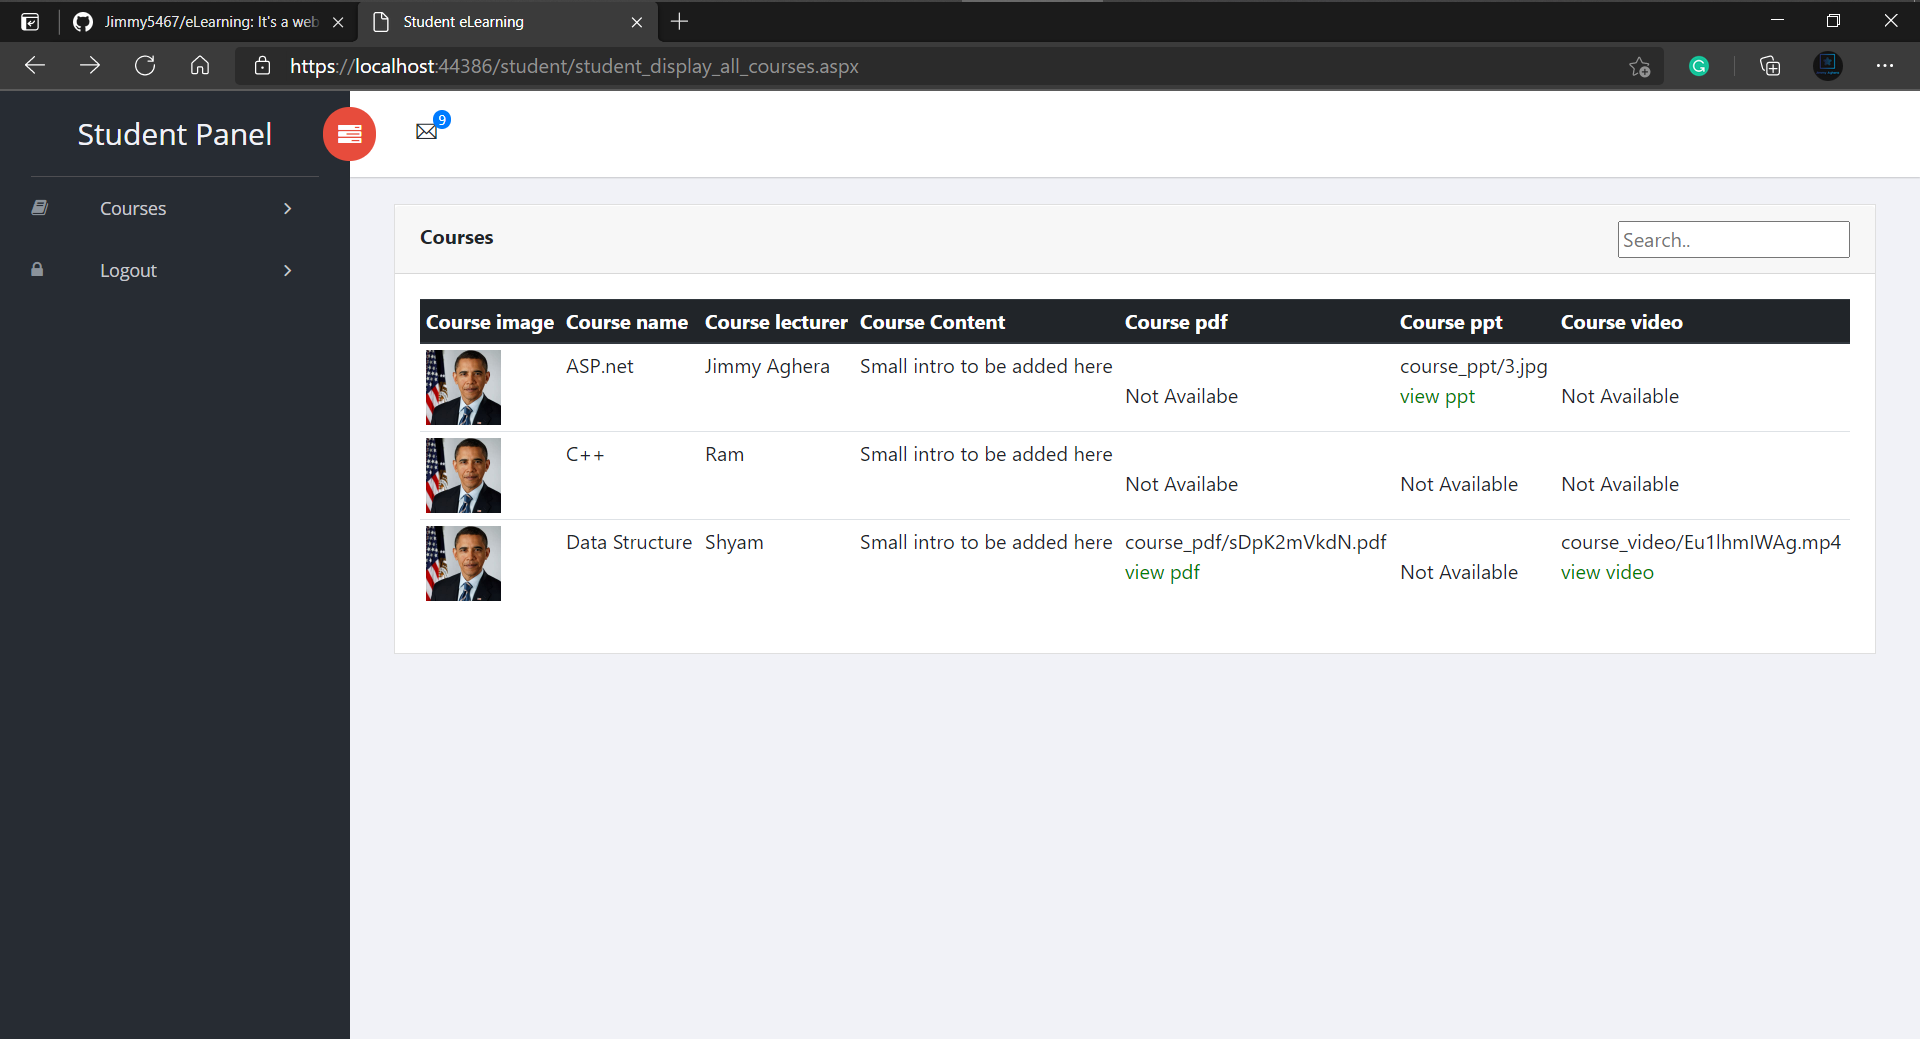 Jimmy5467/eLearning: It's a web
Student eLearning
https://localhost:44386/student/student_display_all_courses.aspx
Student Panel
9
Courses
Logout
Courses
Search..
Course image Course name Course lecturer Course Content Course pdf Course ppt Course video
ASP.net Jimmy Aghera Small intro to be added here course_ppt/3.jpg
Not Availabe view ppt Not Available
C++ Ram Small intro to be added here
Not Availabe Not Available Not Available
Data Structure Shyam Small intro to be added here course_pdf/sDpK2mVkdN.pdf course_video/Eu1lhmIWAg.mp4
view pdf Not Available view video